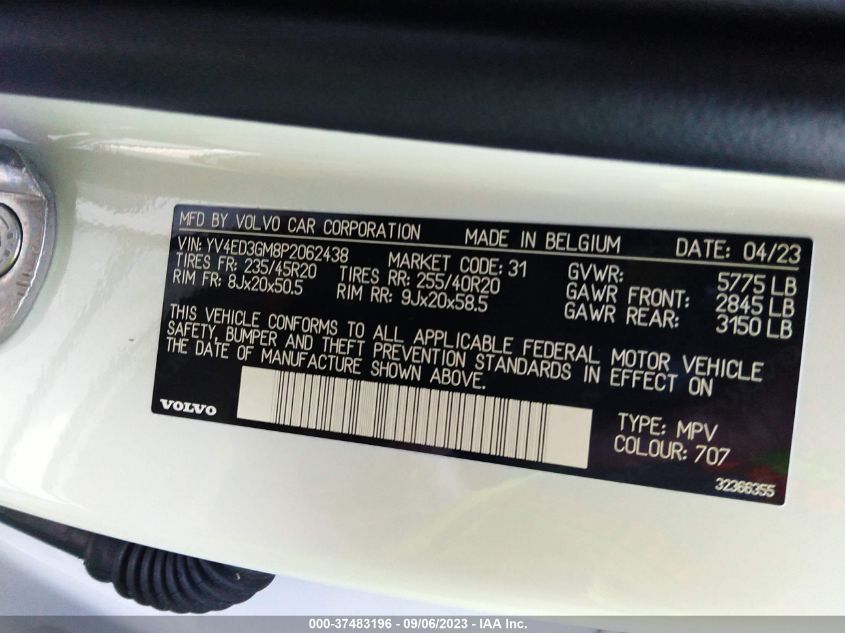 MFD BY VOLVO CAR CORPORATION MADE IN BELGIUM DATE: 04/23
VIN: YV4ED3GM8P2062438 MARKET CODE: 31 GVWR: 5775 LB
TIRES FR: 235/45R20 TIRES RR: 255/40R20 GAWR FRONT: 2845 LB
RIM FR: 8Jx20x50.5 RIM RR: 9Jx20x58.5 GAWR REAR: 3150 LB
THIS VEHICLE CONFORMS TO ALL APPLICABLE FEDERAL MOTOR VEHICLE
SAFETY, BUMPER AND THEFT PREVENTION STANDARDS IN EFFECT ON
THE DATE OF MANUFACTURE SHOWN ABOVE.
VOLVO
TYPE: MPV
COLOUR: 707
32366355
000-37483196 - 09/06/2023 - IAA Inc.